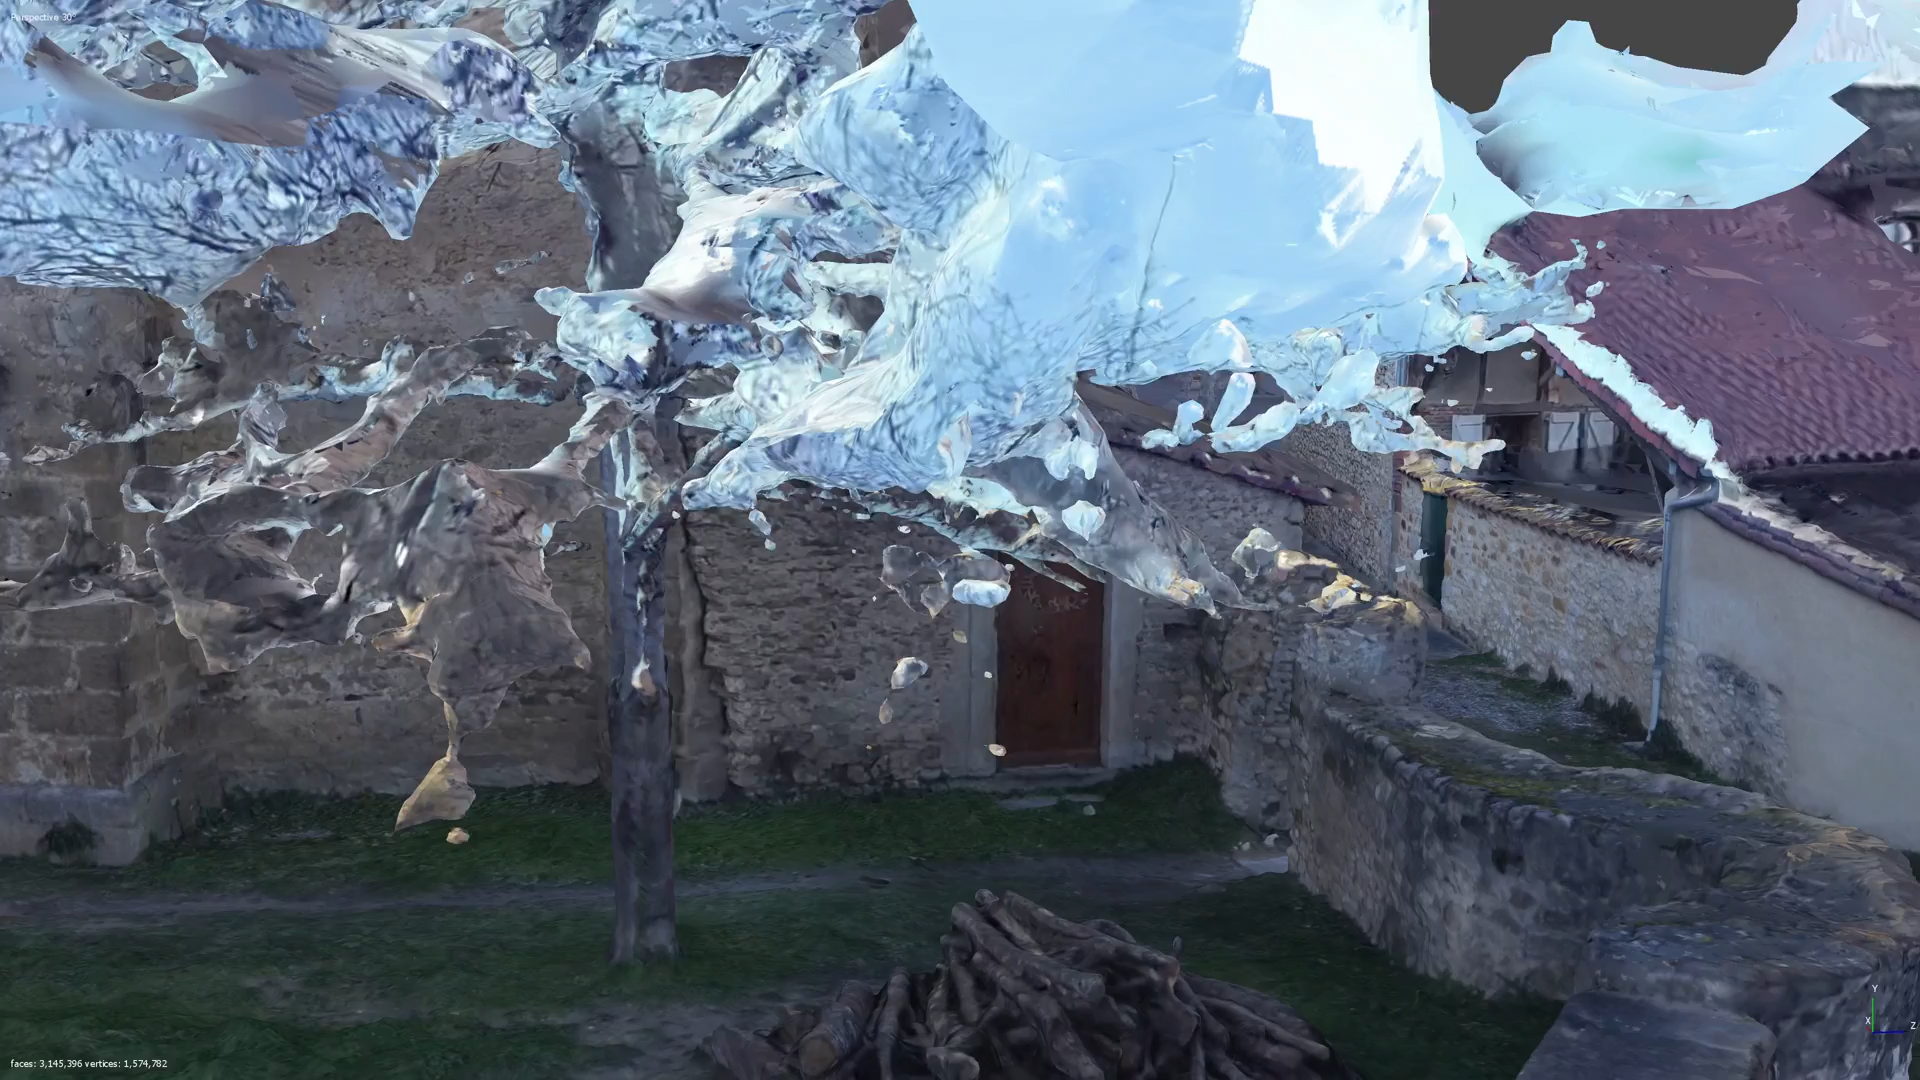 Perspective 30°
Y
X
Z
faces: 3,145,396 vertices: 1,574,782